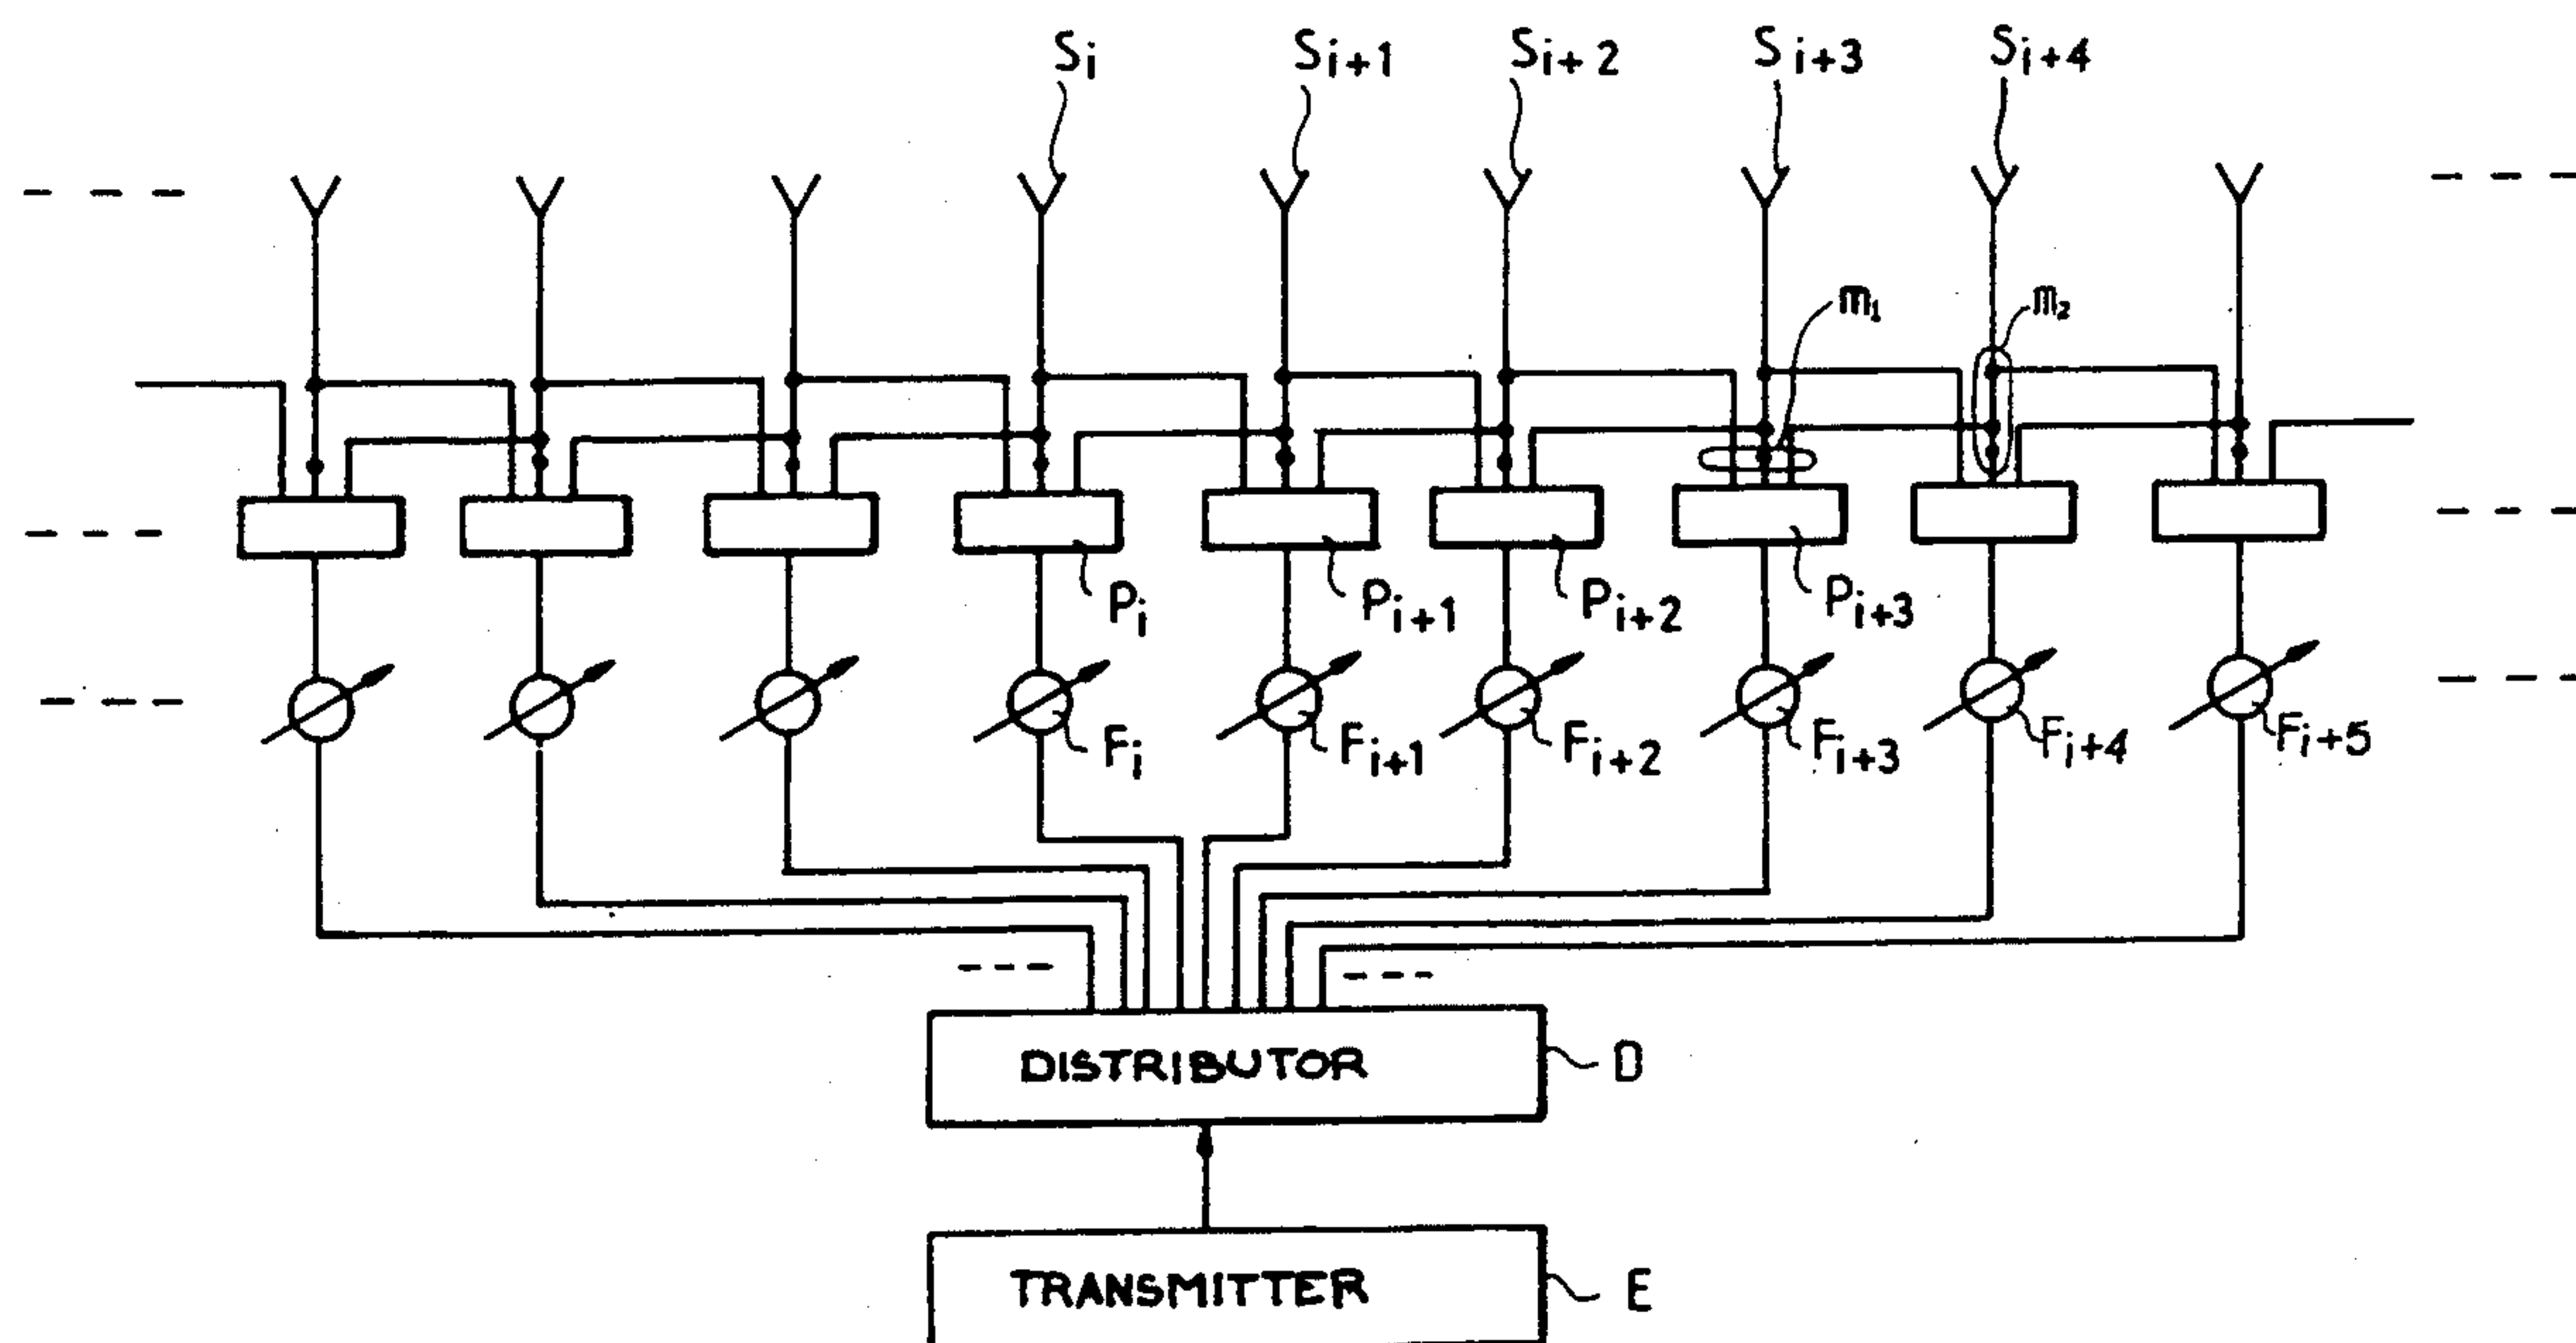 Si Si+1 Si+2 Si+3 Si+4
m1 m2
Pi Pi+1 Pi+2 Pi+3
Fi Fi+1 Fi+2 Fi+3 Fi+4 Fi+5
DISTRIBUTOR D
TRANSMITTER E